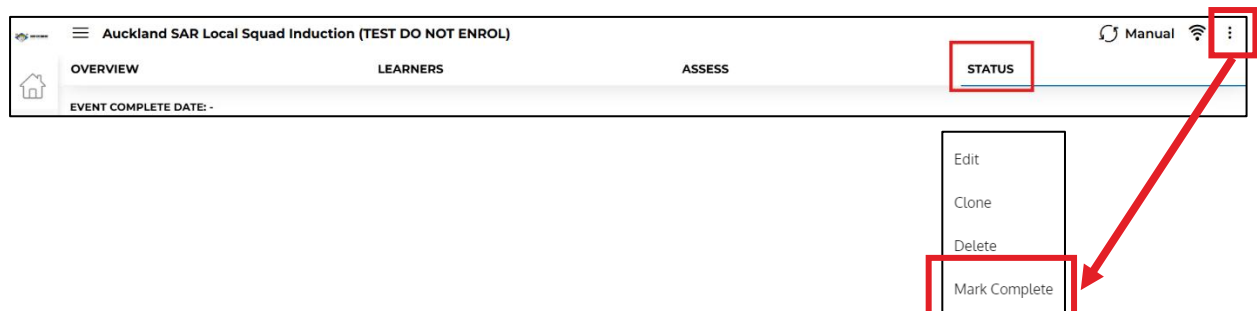 Auckland SAR Local Squad Induction (TEST DO NOT ENROL) Manual
OVERVIEW LEARNERS ASSESS STATUS
EVENT COMPLETE DATE: -
Edit
Clone
Delete
Mark Complete